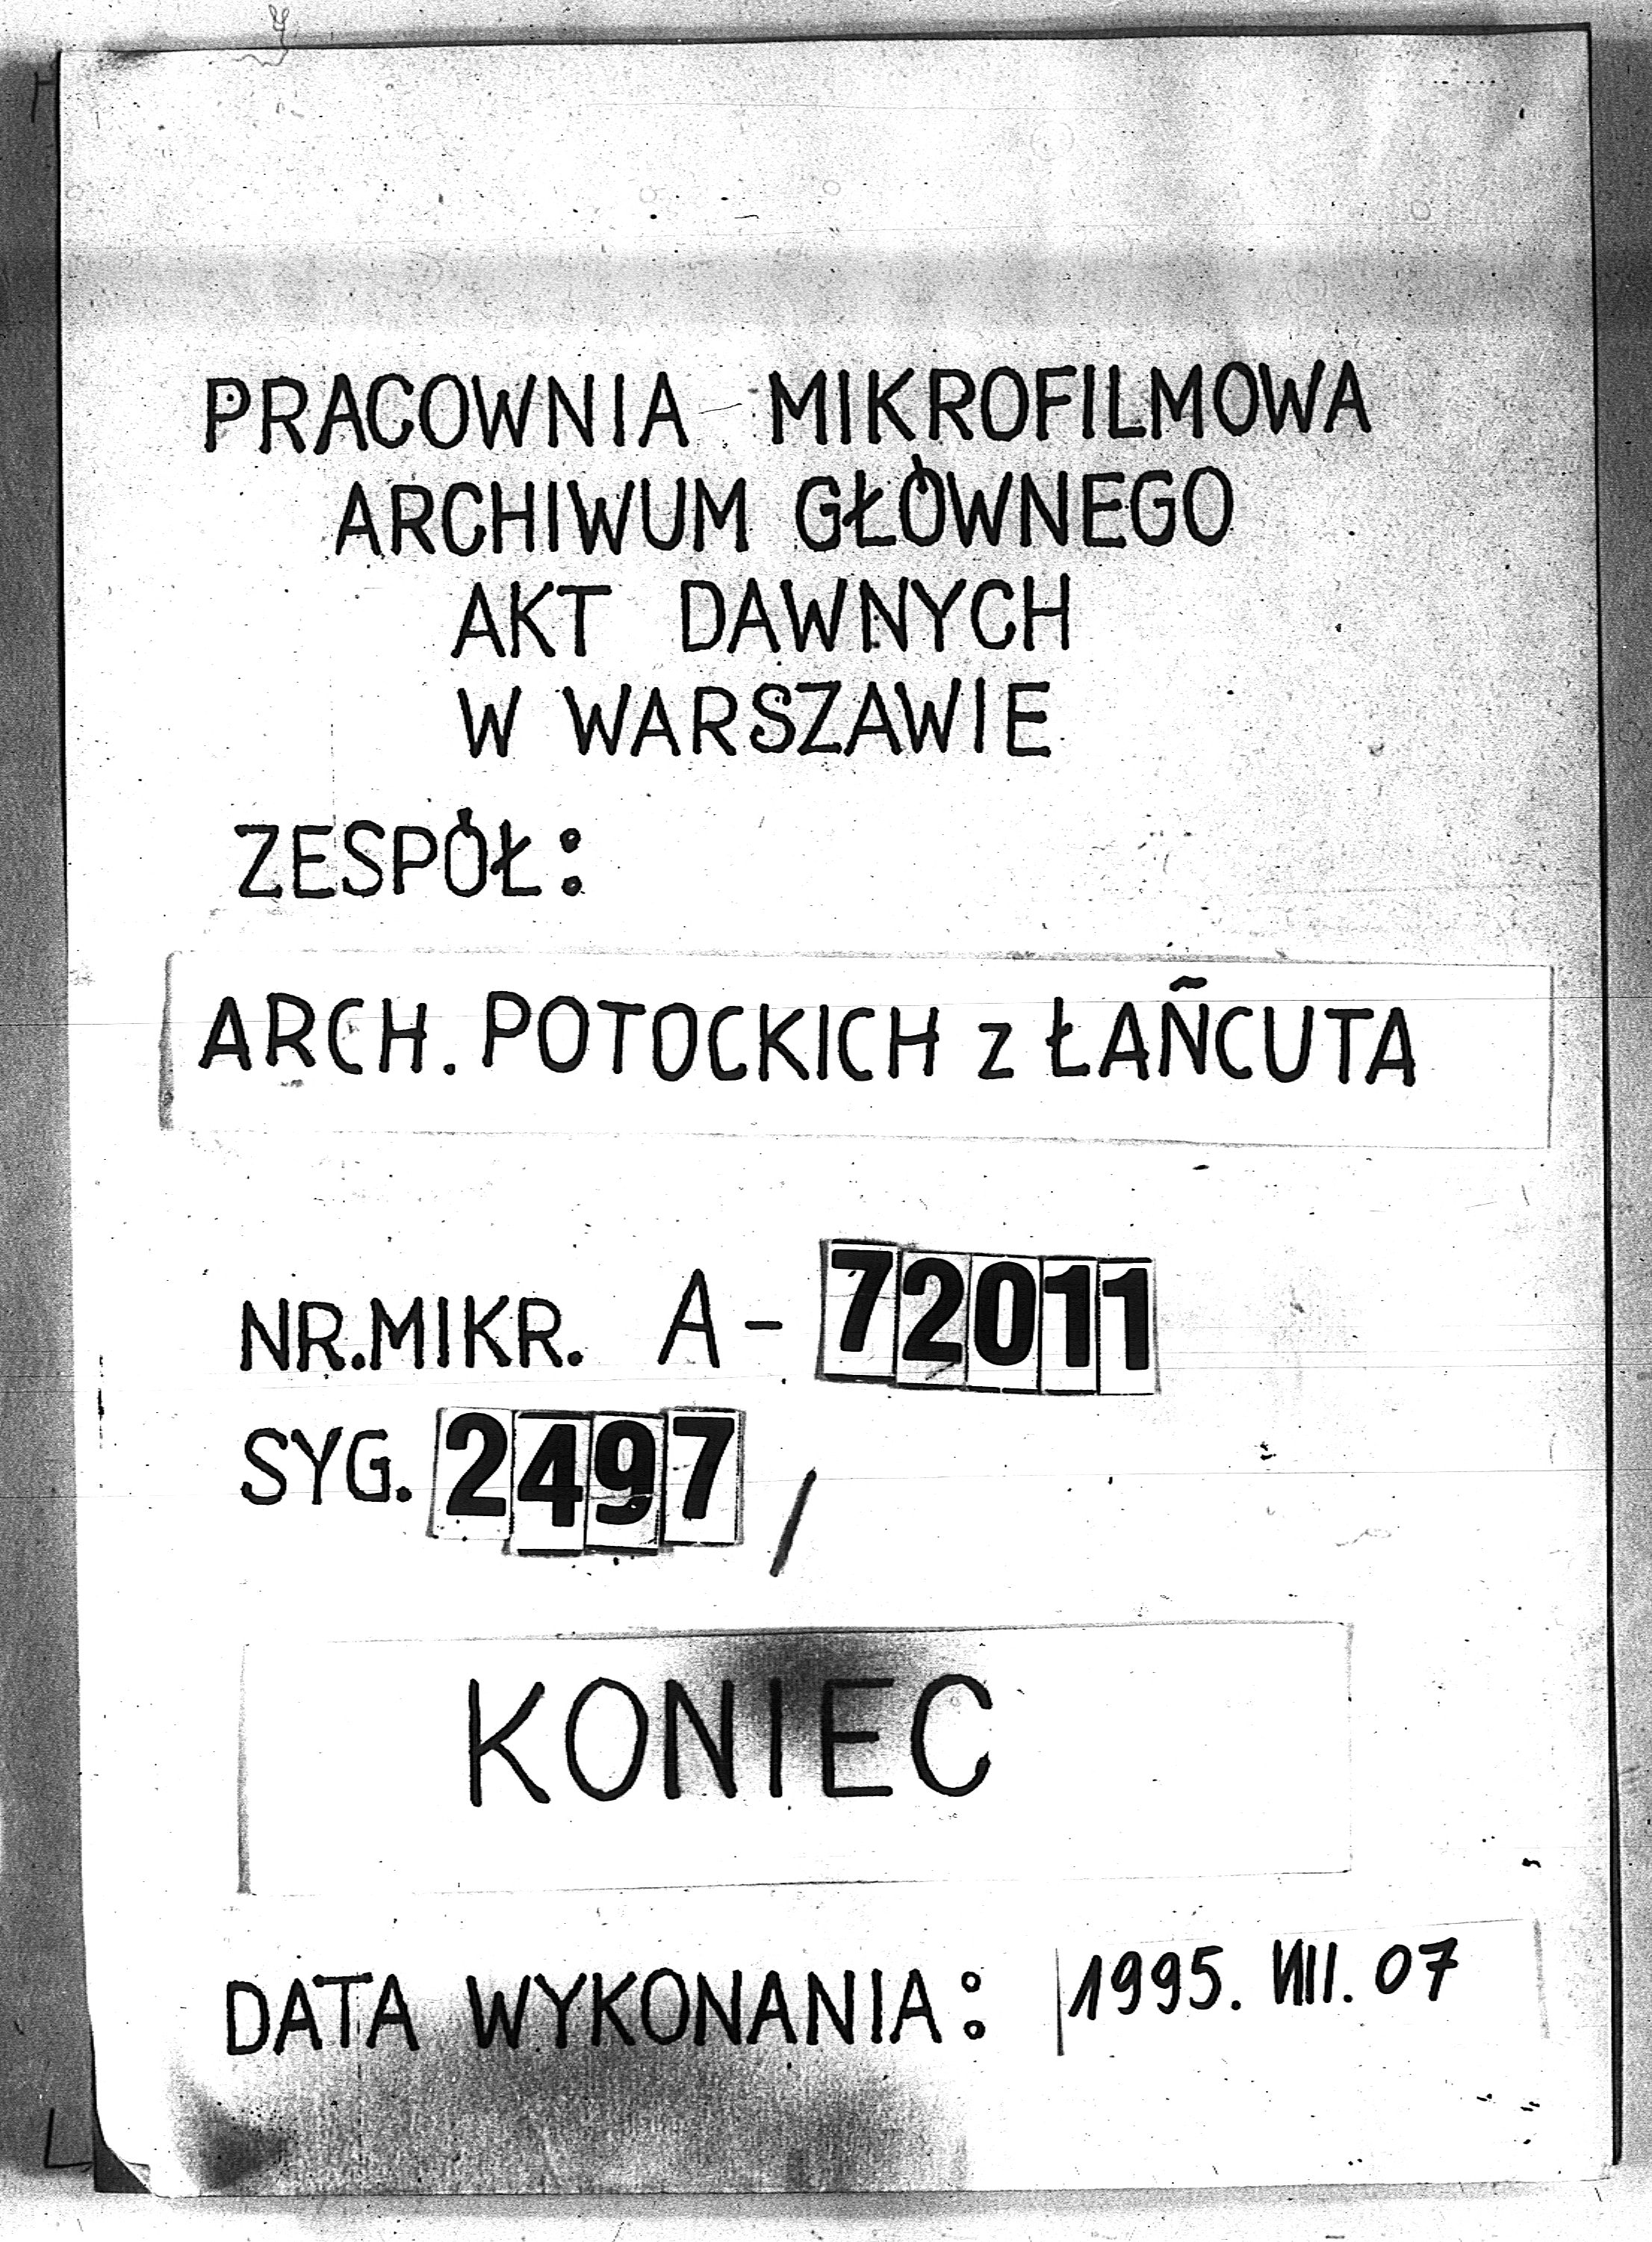 PRACOWNIA MIKROFILMOWA
ARCHIWUM GŁÓWNEGO
AKT DAWNYCH
W WARSZAWIE
ZESPÓŁ:
ARCH. POTOCKICH z ŁAŃCUTA
NR.MIKR. A-72011
SYG. 2497/
KONIEC
DATA WYKONANIA: 1995. VIII. 07